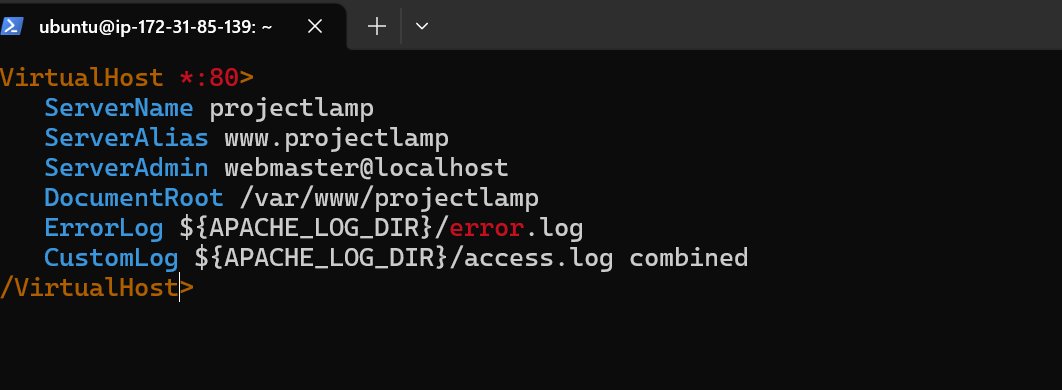 ubuntu@ip-172-31-85-139: ~
VirtualHost *:80>
ServerName projectlamp
ServerAlias www.projectlamp
ServerAdmin webmaster@localhost
DocumentRoot /var/www/projectlamp
ErrorLog ${APACHE_LOG_DIR}/error.log
CustomLog ${APACHE_LOG_DIR}/access.log combined
/VirtualHost>